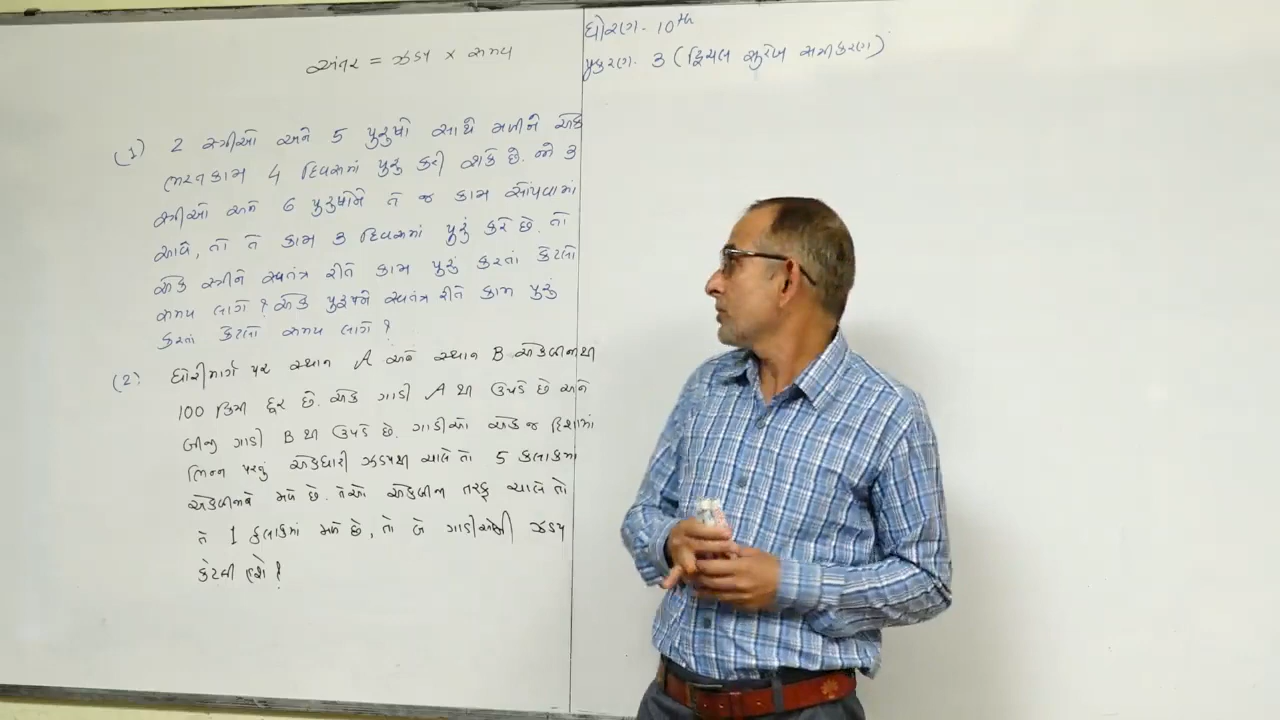 અંતર = ઝડપ × સમય
ધોરણ. 10th
પ્રકરણ. 3 (દ્વિચલ સુરેખ સમીકરણ)
(1) 2 સ્ત્રીઓ અને 5 પુરુષો સાથે મળીને એક
ભરતકામ 4 દિવસમાં પુરું કરી શકે છે. જો 3
સ્ત્રીઓ અને 6 પુરુષોને તે જ કામ સોંપવામાં
આવે, તો તે કામ 3 દિવસમાં પુરું કરે છે. તો
એક સ્ત્રીને સ્વતંત્ર રીતે કામ પુરું કરતાં કેટલો
સમય લાગે? એક પુરુષને સ્વતંત્ર રીતે કામ પુરું
કરતાં કેટલો સમય લાગે?
(2) ધોરીમાર્ગ પર સ્થાન A અને સ્થાન B એકબીજાથી
100 કિમી દૂર છે. એક ગાડી A થી ઉપડે છે અને
બીજી ગાડી B થી ઉપડે છે. ગાડીઓ એક જ દિશામાં
ભિન્ન પરંતુ એકધારી ઝડપથી ચાલે તો 5 કલાકમાં
એકબીજાને મળે છે. તેઓ એકબીજા તરફ ચાલે તો
તે 1 કલાકમાં મળે છે, તો બે ગાડીઓની ઝડપ
કેટલી હશે?